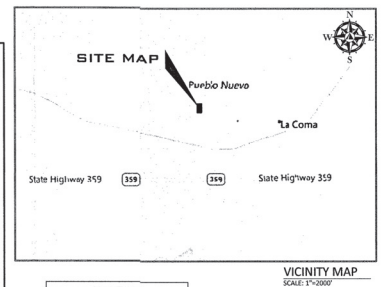 N
W E
S
SITE MAP
Pueblo Nuevo
La Coma
State Highway 359 359 359 State Highway 359
VICINITY MAP
SCALE: 1"=2000'